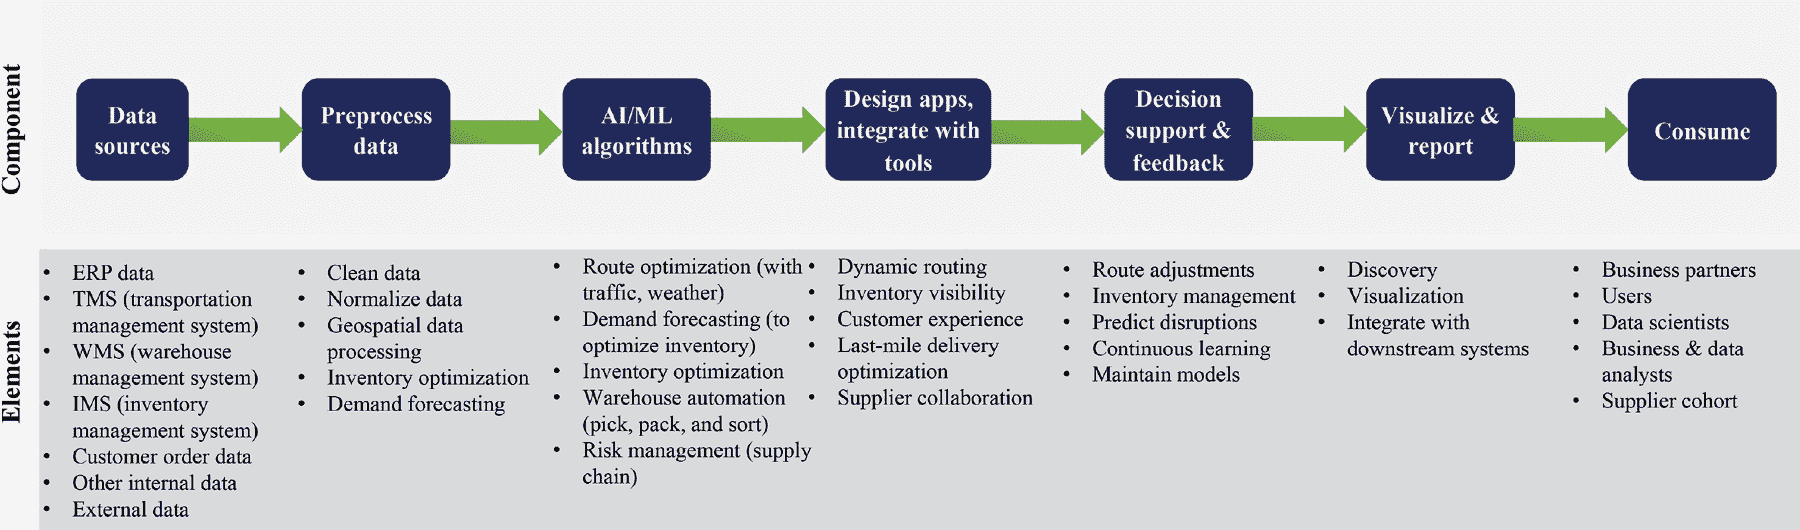 Component
Data
sources
Preprocess
data
AI/ML
algorithms
Design apps,
integrate with
tools
Decision
support &
feedback
Visualize &
report
Consume
Elements
• ERP data
• TMS (transportation
management system)
• WMS (warehouse
management system)
• IMS (inventory
management system)
• Customer order data
• Other internal data
• External data
• Clean data
• Normalize data
• Geospatial data
processing
• Inventory optimization
• Demand forecasting
• Route optimization (with
traffic, weather)
• Demand forecasting (to
optimize inventory)
• Inventory optimization
• Warehouse automation
(pick, pack, and sort)
• Risk management (supply
chain)
• Dynamic routing
• Inventory visibility
• Customer experience
• Last-mile delivery
optimization
• Supplier collaboration
• Route adjustments
• Inventory management
• Predict disruptions
• Continuous learning
• Maintain models
• Discovery
• Visualization
• Integrate with
downstream systems
• Business partners
• Users
• Data scientists
• Business & data
analysts
• Supplier cohort